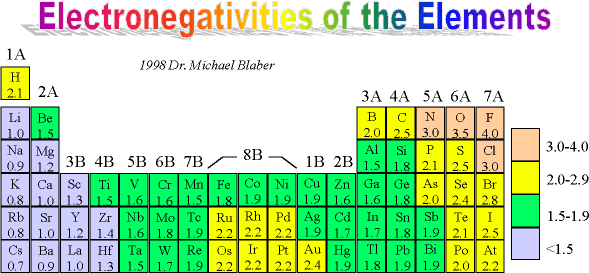 Electronegativities of the Elements
1998 Dr. Michael Blaber
1A
H
2.1
2A
3A 4A 5A 6A 7A
Li Be B C N O F
1.0 1.5 2.0 2.5 3.0 3.5 4.0
Na Mg Al Si P S Cl
0.9 1.2 1.5 1.8 2.1 2.5 3.0
3B 4B 5B 6B 7B 8B 1B 2B
K Ca Sc Ti V Cr Mn Fe Co Ni Cu Zn Ga Ge As Se Br
0.8 1.0 1.3 1.5 1.6 1.6 1.5 1.8 1.9 1.9 1.9 1.6 1.6 1.8 2.0 2.4 2.8
Rb Sr Y Zr Nb Mo Tc Ru Rh Pd Ag Cd In Sn Sb Te I
0.8 1.0 1.2 1.4 1.6 1.8 1.9 2.2 2.2 2.2 1.9 1.7 1.7 1.8 1.9 2.1 2.5
Cs Ba La Hf Ta W Re Os Ir Pt Au Hg Tl Pb Bi Po At
0.7 0.9 1.0 1.3 1.5 1.7 1.9 2.2 2.2 2.2 2.4 1.9 1.8 1.9 1.9 2.0 2.2
3.0-4.0
2.0-2.9
1.5-1.9
<1.5